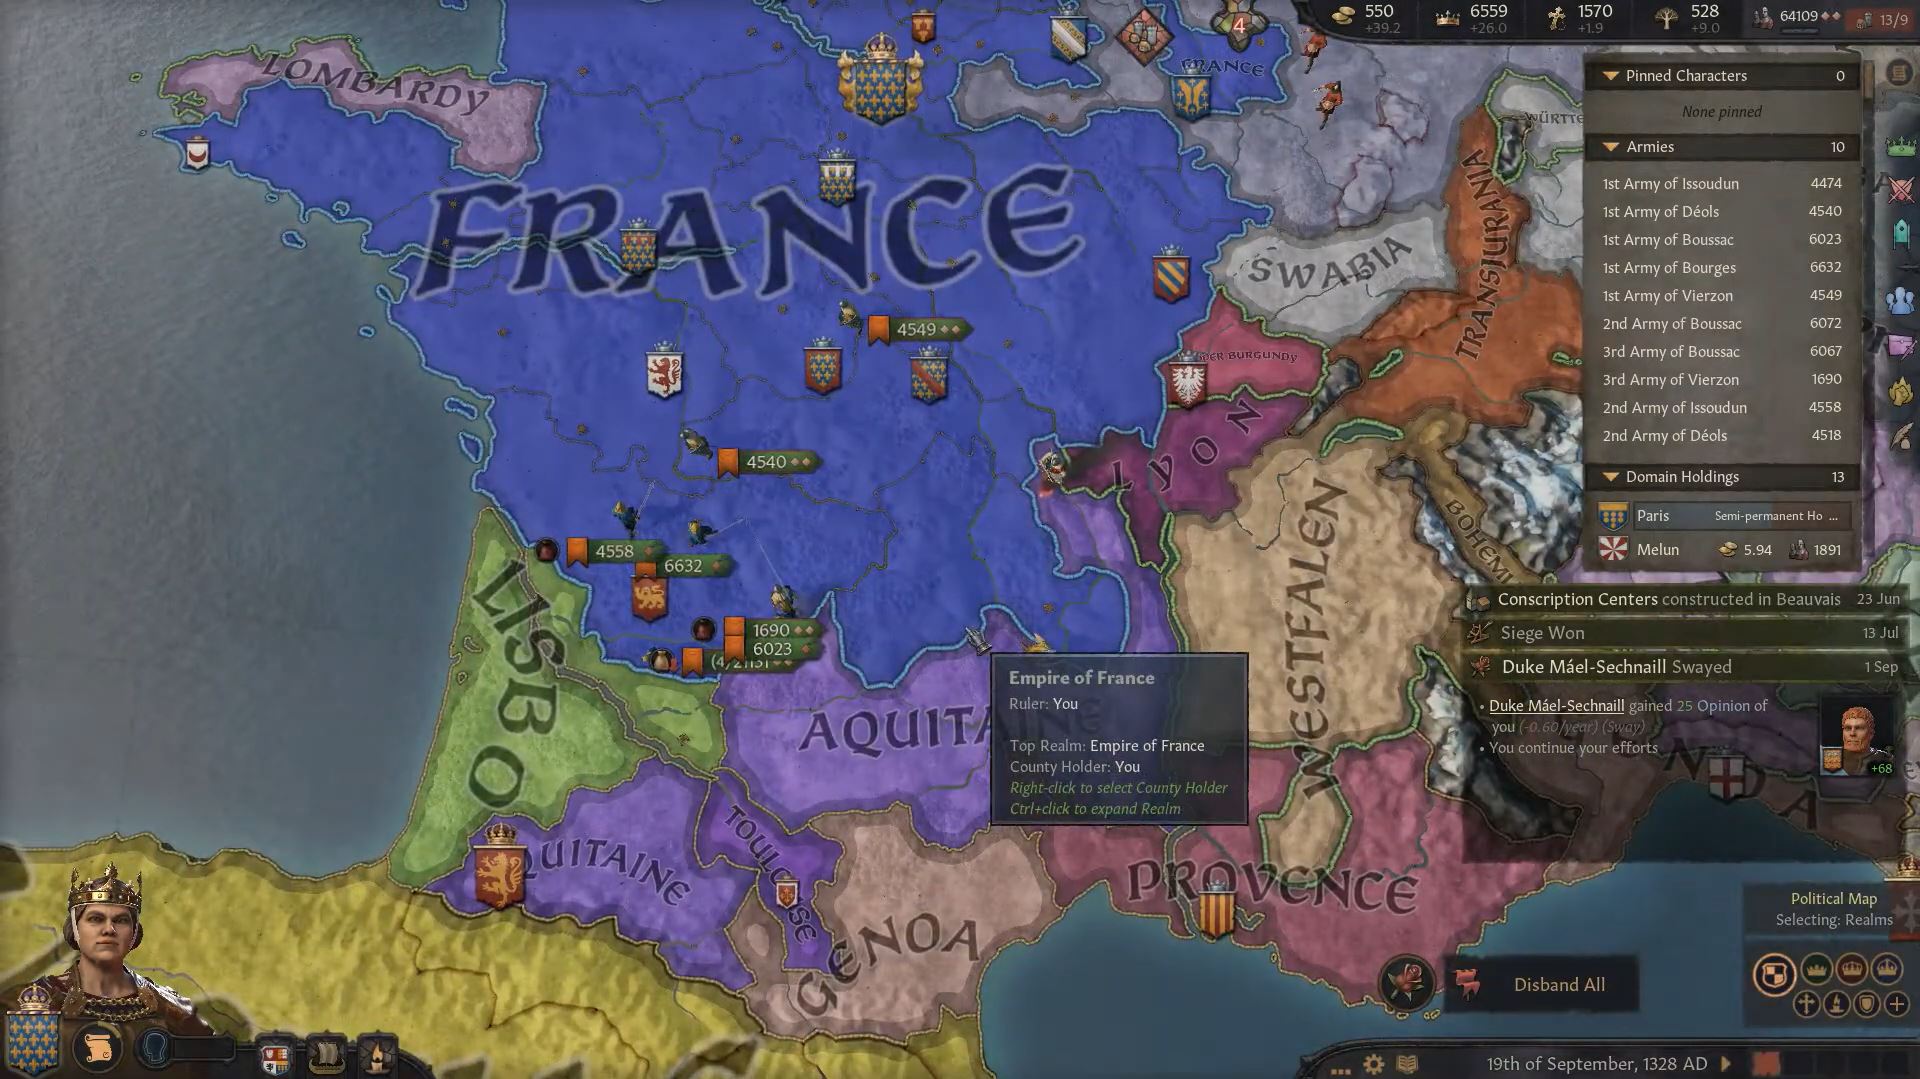 550
+39.2
6559
+26.0
1570
+1.9
528
+9.0
64109
13/9
4
LOMBARDY
FRANCE
FRANCE
SWABIA
TRANSJURANIA
LYON
WESTFALEN
LISBO
AQUITAINE
TOULOUSE
GENOA
PROVENCE
4549
4540
4558
6632
1690
6023
Empire of France
Ruler: You
Top Realm: Empire of France
County Holder: You
Right-click to select County Holder
Ctrl+click to expand Realm
Pinned Characters 0
None pinned
Armies 10
1st Army of Issoudun 4474
1st Army of Déols 4540
1st Army of Boussac 6023
1st Army of Bourges 6632
1st Army of Vierzon 4549
2nd Army of Boussac 6072
3rd Army of Boussac 6067
3rd Army of Vierzon 1690
2nd Army of Issoudun 4558
2nd Army of Déols 4518
Domain Holdings 13
Paris Semi-permanent Ho ...
Melun 5.94 1891
Conscription Centers constructed in Beauvais 23 Jun
Siege Won 13 Jul
Duke Máel-Sechnaill Swayed 1 Sep
• Duke Máel-Sechnaill gained 25 Opinion of
you (-0.60/year) (Sway)
• You continue your efforts
+68
Political Map
Selecting: Realms
Disband All
19th of September, 1328 AD